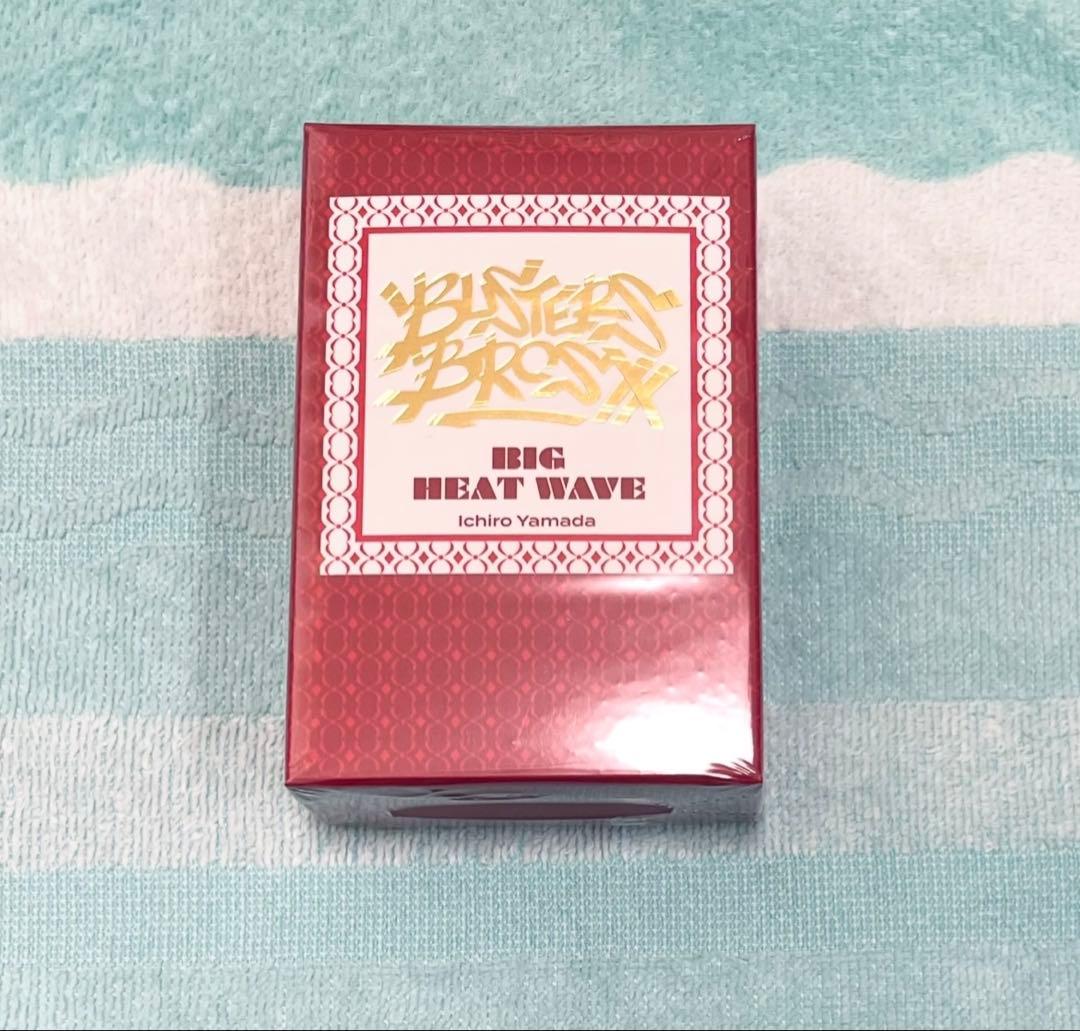 BUSTERS
BROS!!!
BIG
HEAT WAVE
Ichiro Yamada